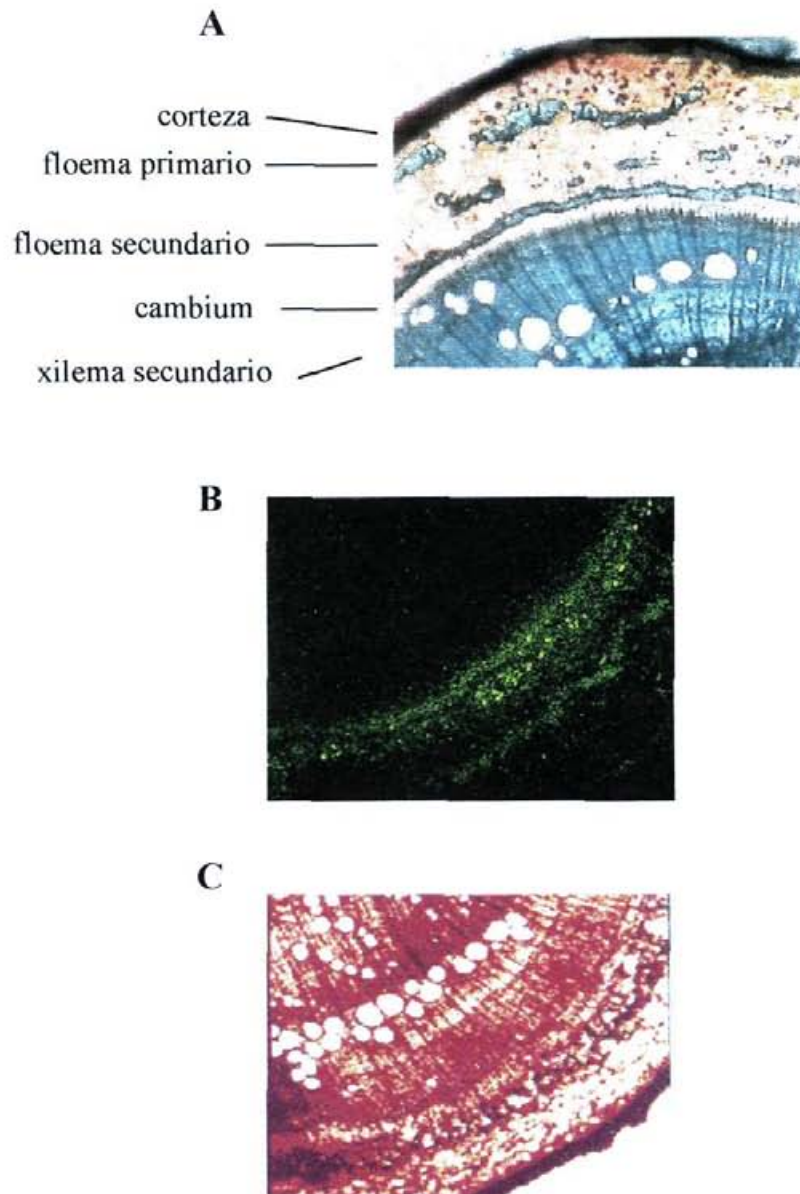 A
corteza
floema primario
floema secundario
cambium
xilema secundario
B
C